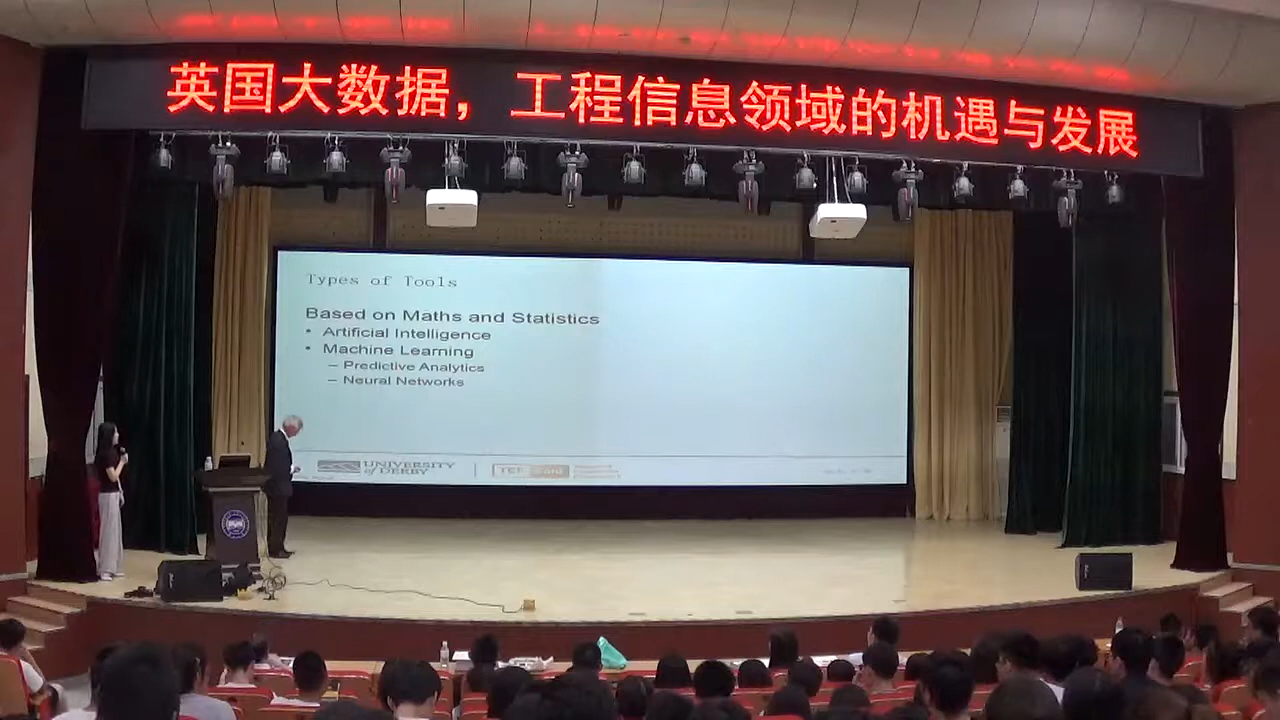 英国大数据，工程信息领域的机遇与发展
Types of Tools
Based on Maths and Statistics
• Artificial Intelligence
• Machine Learning
– Predictive Analytics
– Neural Networks
UNIVERSITY
of DERBY
TEF